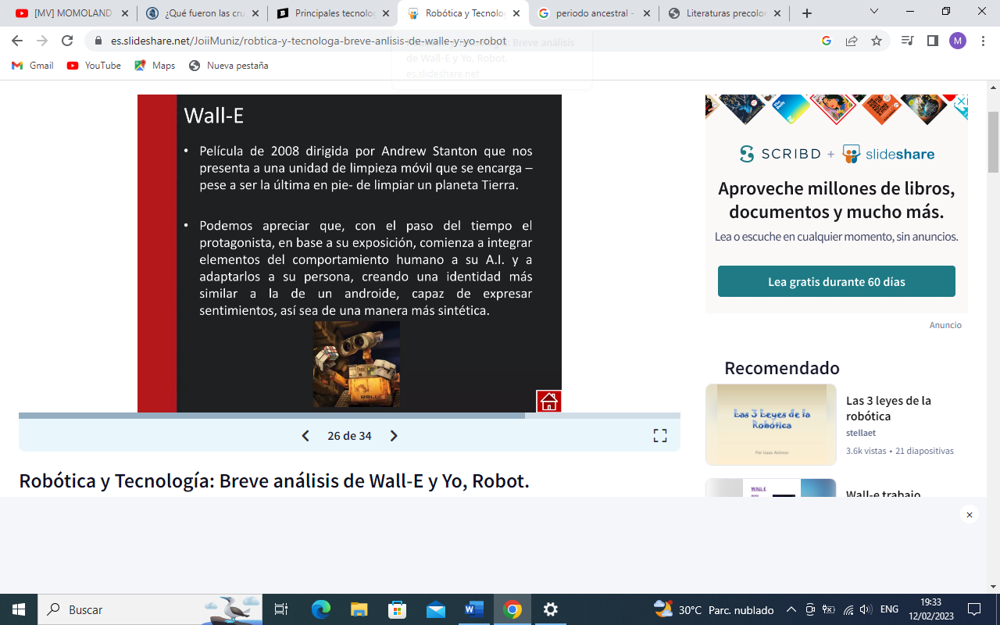 [MV] MOMOLAND
¿Qué fueron las cru
Principales tecnolog
Robótica y Tecnolog
periodo ancestral -
Literaturas precolor
es.slideshare.net/JoiiMuniz/robtica-y-tecnologa-breve-anlisis-de-walle-y-yo-robot
M
Gmail
YouTube
Maps
Nueva pestaña
de Wall-E y Yo, Robot.
es.slideshare.net
Wall-E
• Película de 2008 dirigida por Andrew Stanton que nos
presenta a una unidad de limpieza móvil que se encarga –
pese a ser la última en pie- de limpiar un planeta Tierra.
• Podemos apreciar que, con el paso del tiempo el
protagonista, en base a su exposición, comienza a integrar
elementos del comportamiento humano a su A.I. y a
adaptarlos a su persona, creando una identidad más
similar a la de un androide, capaz de expresar
sentimientos, así sea de una manera más sintética.
WALL·E
26 de 34
Robótica y Tecnología: Breve análisis de Wall-E y Yo, Robot.
SCRIBD + slideshare
Aproveche millones de libros,
documentos y mucho más.
Lea o escuche en cualquier momento, sin anuncios.
Lea gratis durante 60 días
Anuncio
Recomendado
Las 3 Leyes de la
Robótica
Por Isaac Asimov
Las 3 leyes de la
robótica
stellaet
3.6k vistas • 21 diapositivas
WALL-E
Wall-e trabajo
Buscar
30°C Parc. nublado
ENG
19:33
12/02/2023